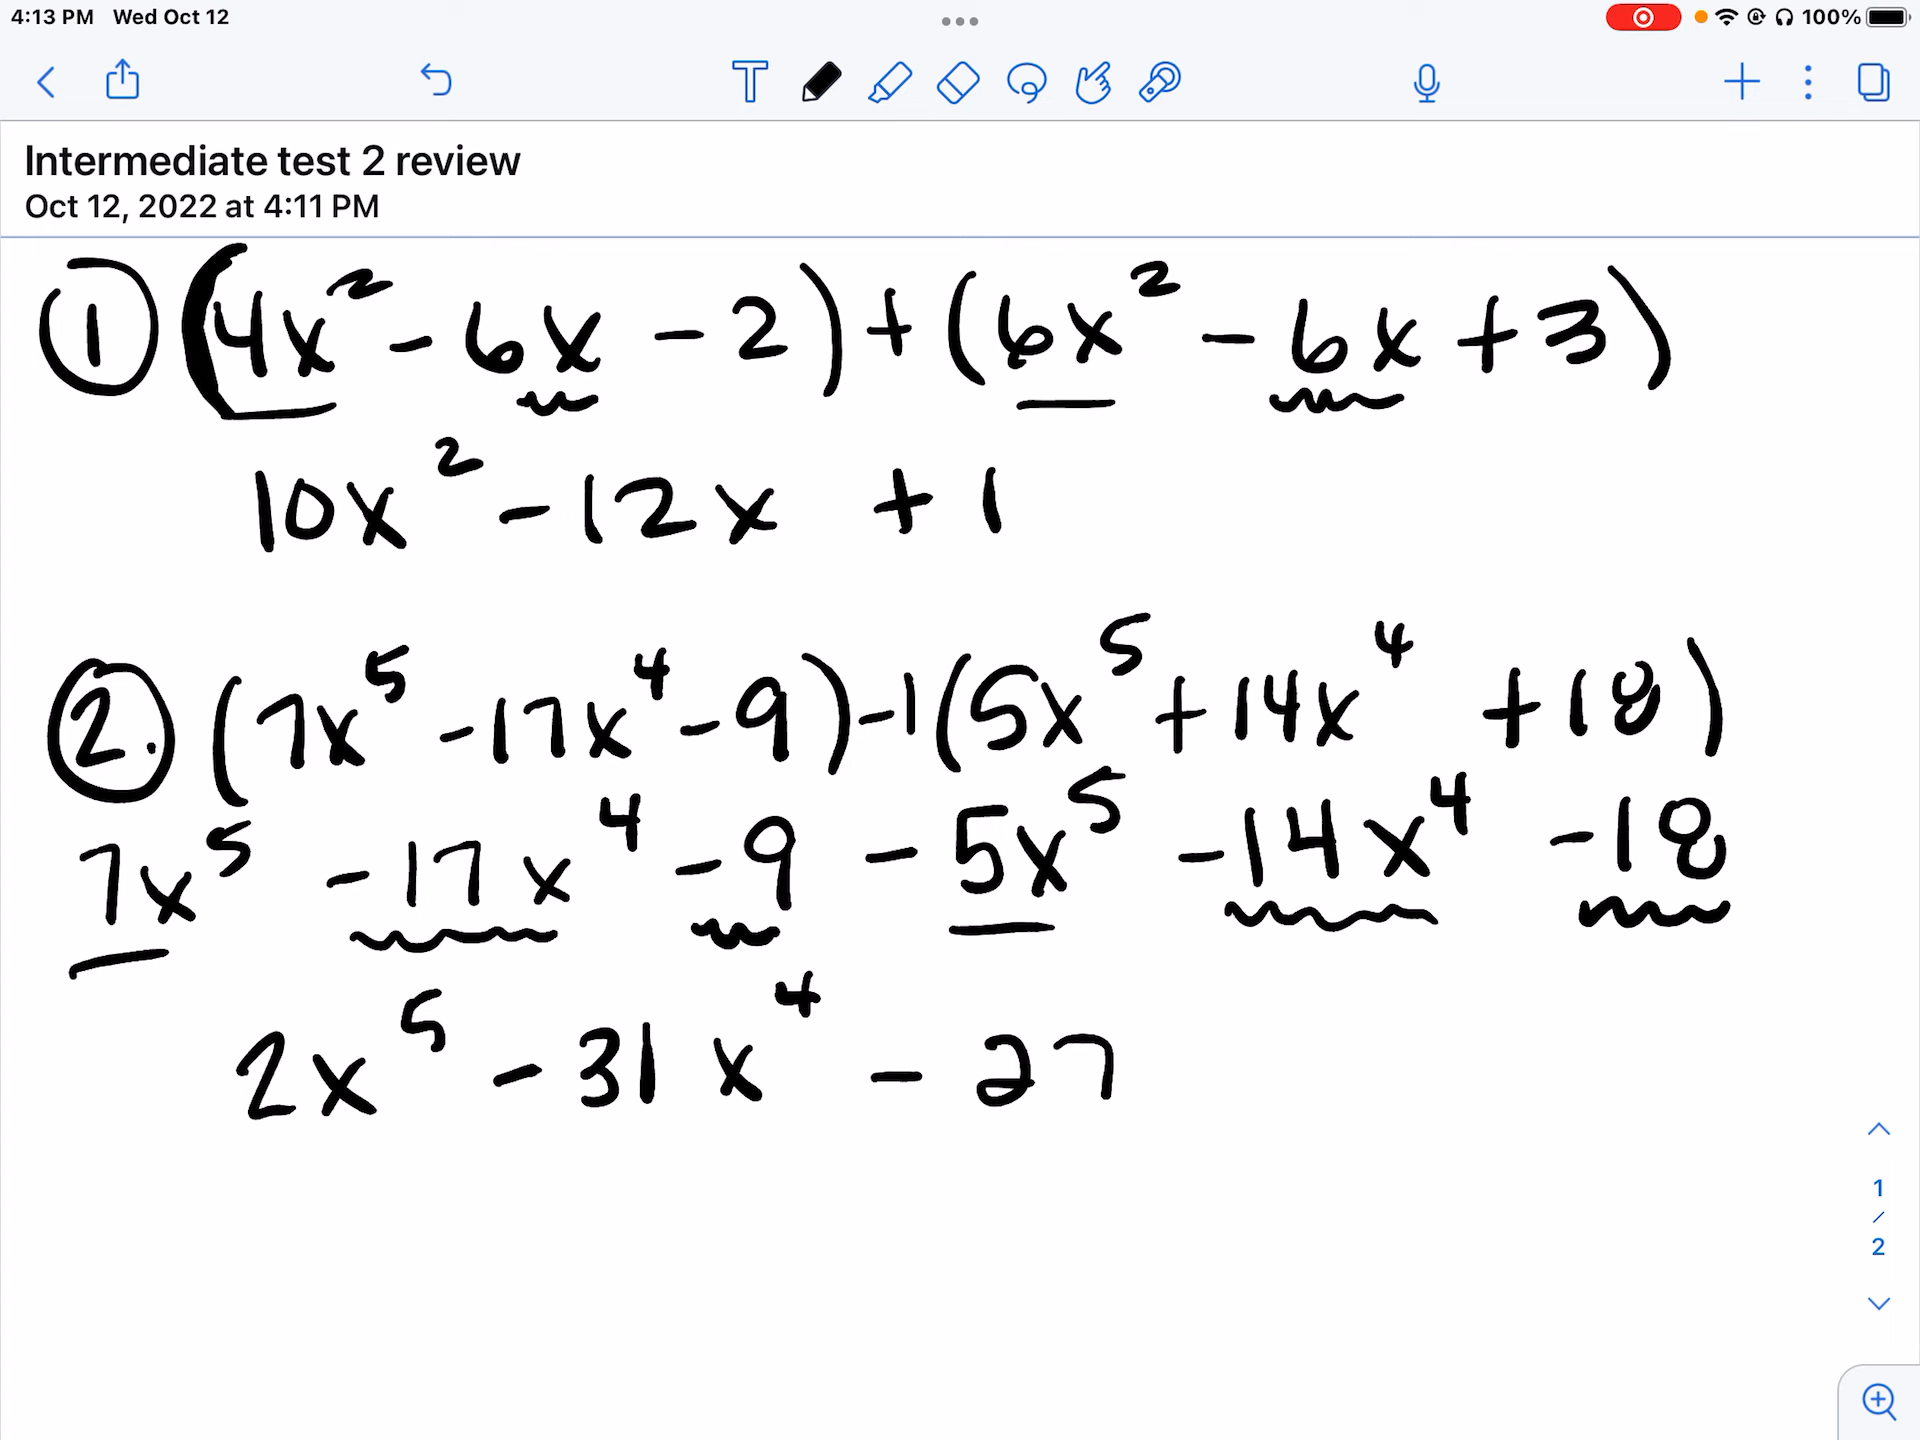 4:13 PM Wed Oct 12 100%
T
Intermediate test 2 review
Oct 12, 2022 at 4:11 PM
① (4x² - 6x - 2) + (6x² - 6x + 3)
10x² - 12x + 1
②. (7x⁵ - 17x⁴ - 9) - 1(5x⁵ + 14x⁴ + 18)
7x⁵ - 17x⁴ - 9 - 5x⁵ - 14x⁴ - 18
2x⁵ - 31x⁴ - 27
1
/
2